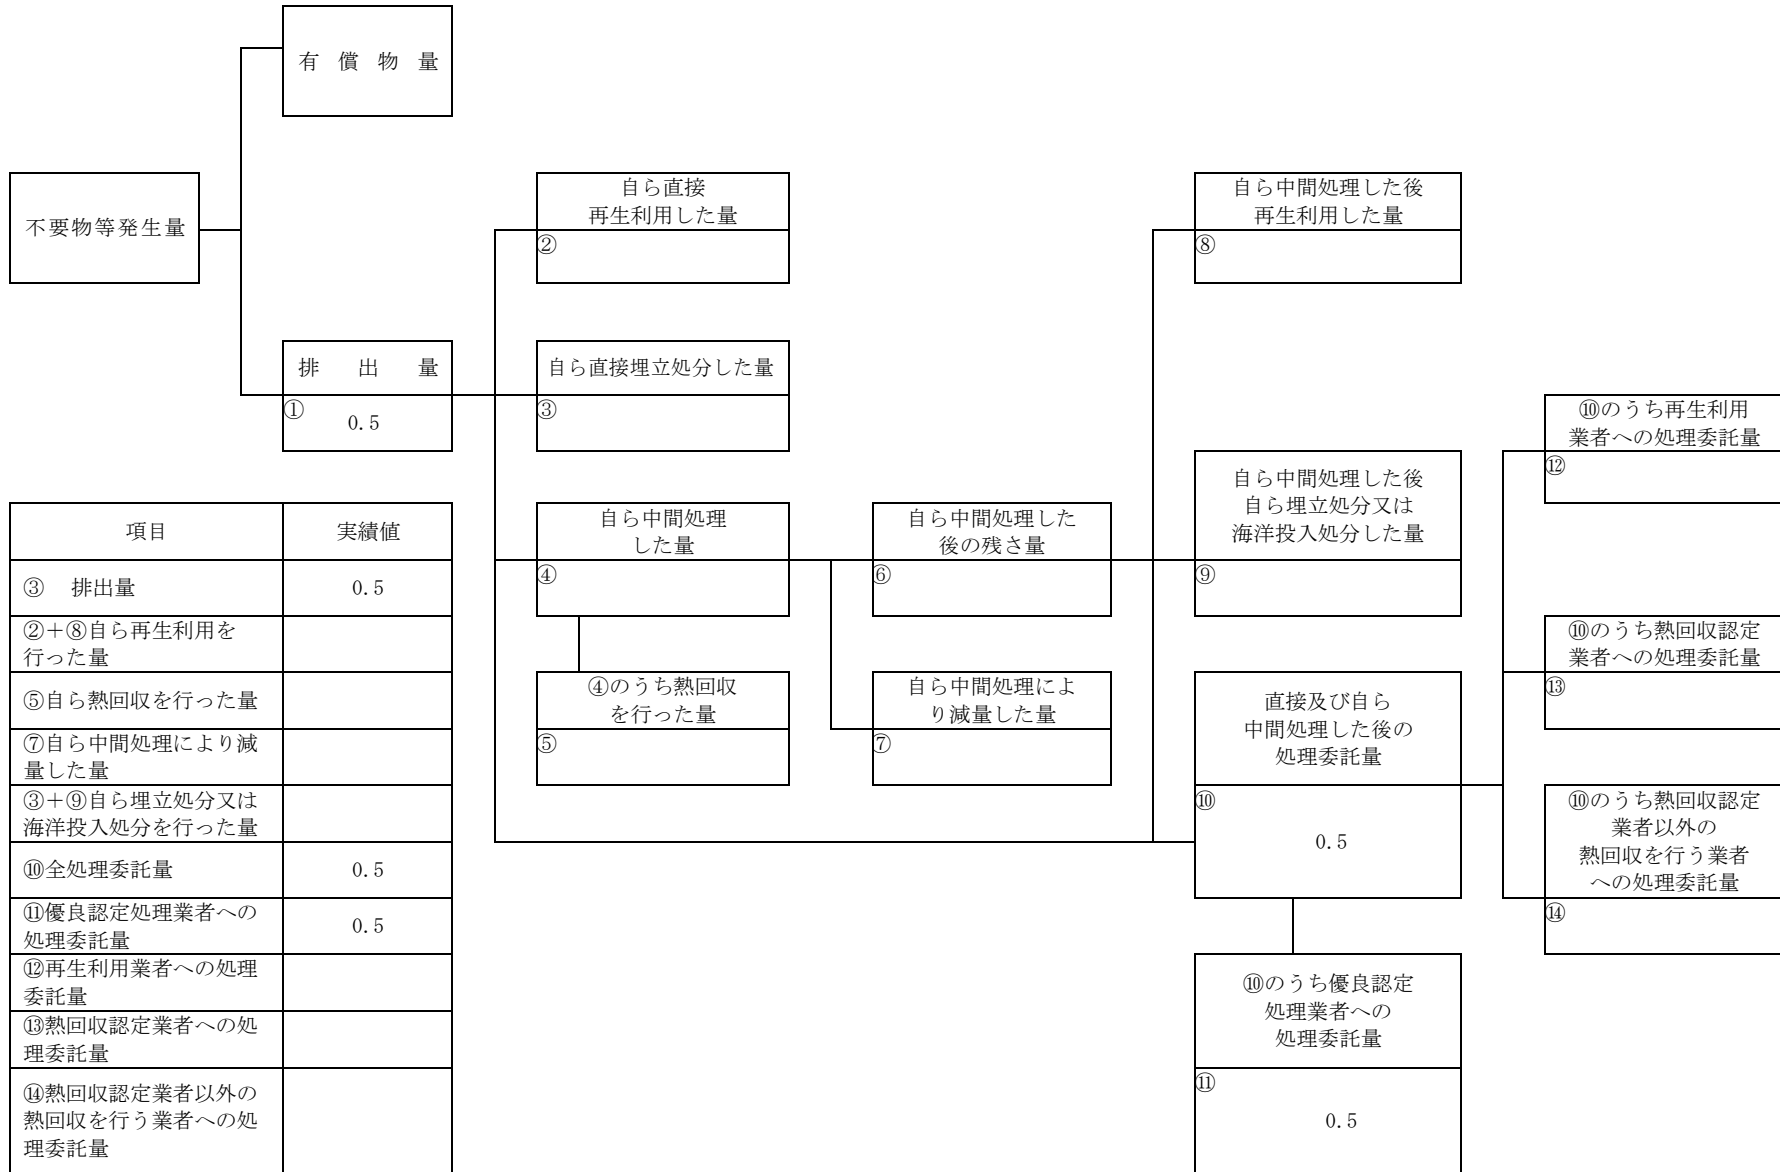 有　償　物　量
不要物等発生量
自ら直接
再生利用した量
②
自ら中間処理した後
再生利用した量
⑧
排　出　量
①
0.5
自ら直接埋立処分した量
③
⑩のうち再生利用
業者への処理委託量
⑫
自ら中間処理した後
自ら埋立処分又は
海洋投入処分した量
⑨
自ら中間処理
した量
④
自ら中間処理した
後の残さ量
⑥
⑩のうち熱回収認定
業者への処理委託量
⑬
④のうち熱回収
を行った量
⑤
自ら中間処理によ
り減量した量
⑦
直接及び自ら
中間処理した後の
処理委託量
⑩
0.5
⑩のうち熱回収認定
業者以外の
熱回収を行う業者
への処理委託量
⑭
⑩のうち優良認定
処理業者への
処理委託量
⑪
0.5
項目　実績値
③　排出量　0.5
②＋⑧自ら再生利用を
行った量
⑤自ら熱回収を行った量
⑦自ら中間処理により減
量した量
③＋⑨自ら埋立処分又は
海洋投入処分を行った量
⑩全処理委託量　0.5
⑪優良認定処理業者への
処理委託量　0.5
⑫再生利用業者への処理
委託量
⑬熱回収認定業者への処
理委託量
⑭熱回収認定業者以外の
熱回収を行う業者への処
理委託量